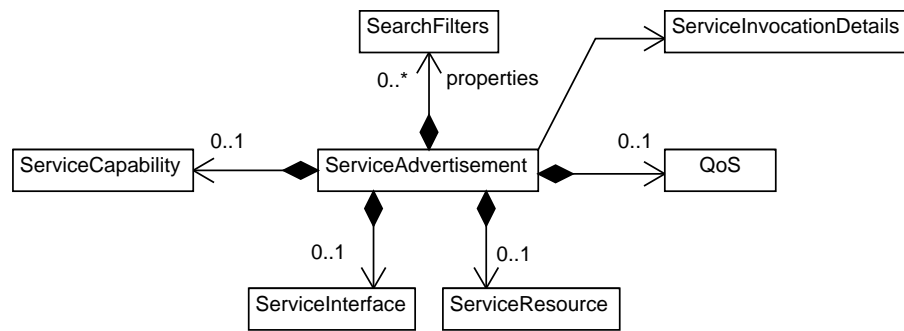 SearchFilters
ServiceInvocationDetails
0..*
properties
0..1
0..1
ServiceCapability
ServiceAdvertisement
QoS
0..1
0..1
ServiceInterface
ServiceResource